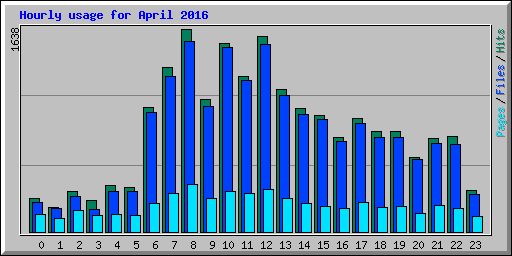 Hourly usage for April 2016
1638
Pages/Files/Hits
0 1 2 3 4 5 6 7 8 9 10 11 12 13 14 15 16 17 18 19 20 21 22 23